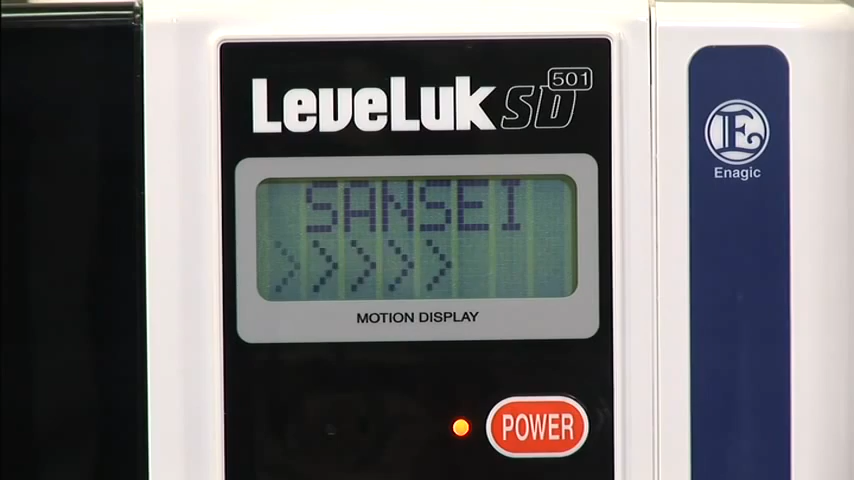 LeveLuk SD 501
E
Enagic
SANSEI
>>>>>
MOTION DISPLAY
POWER